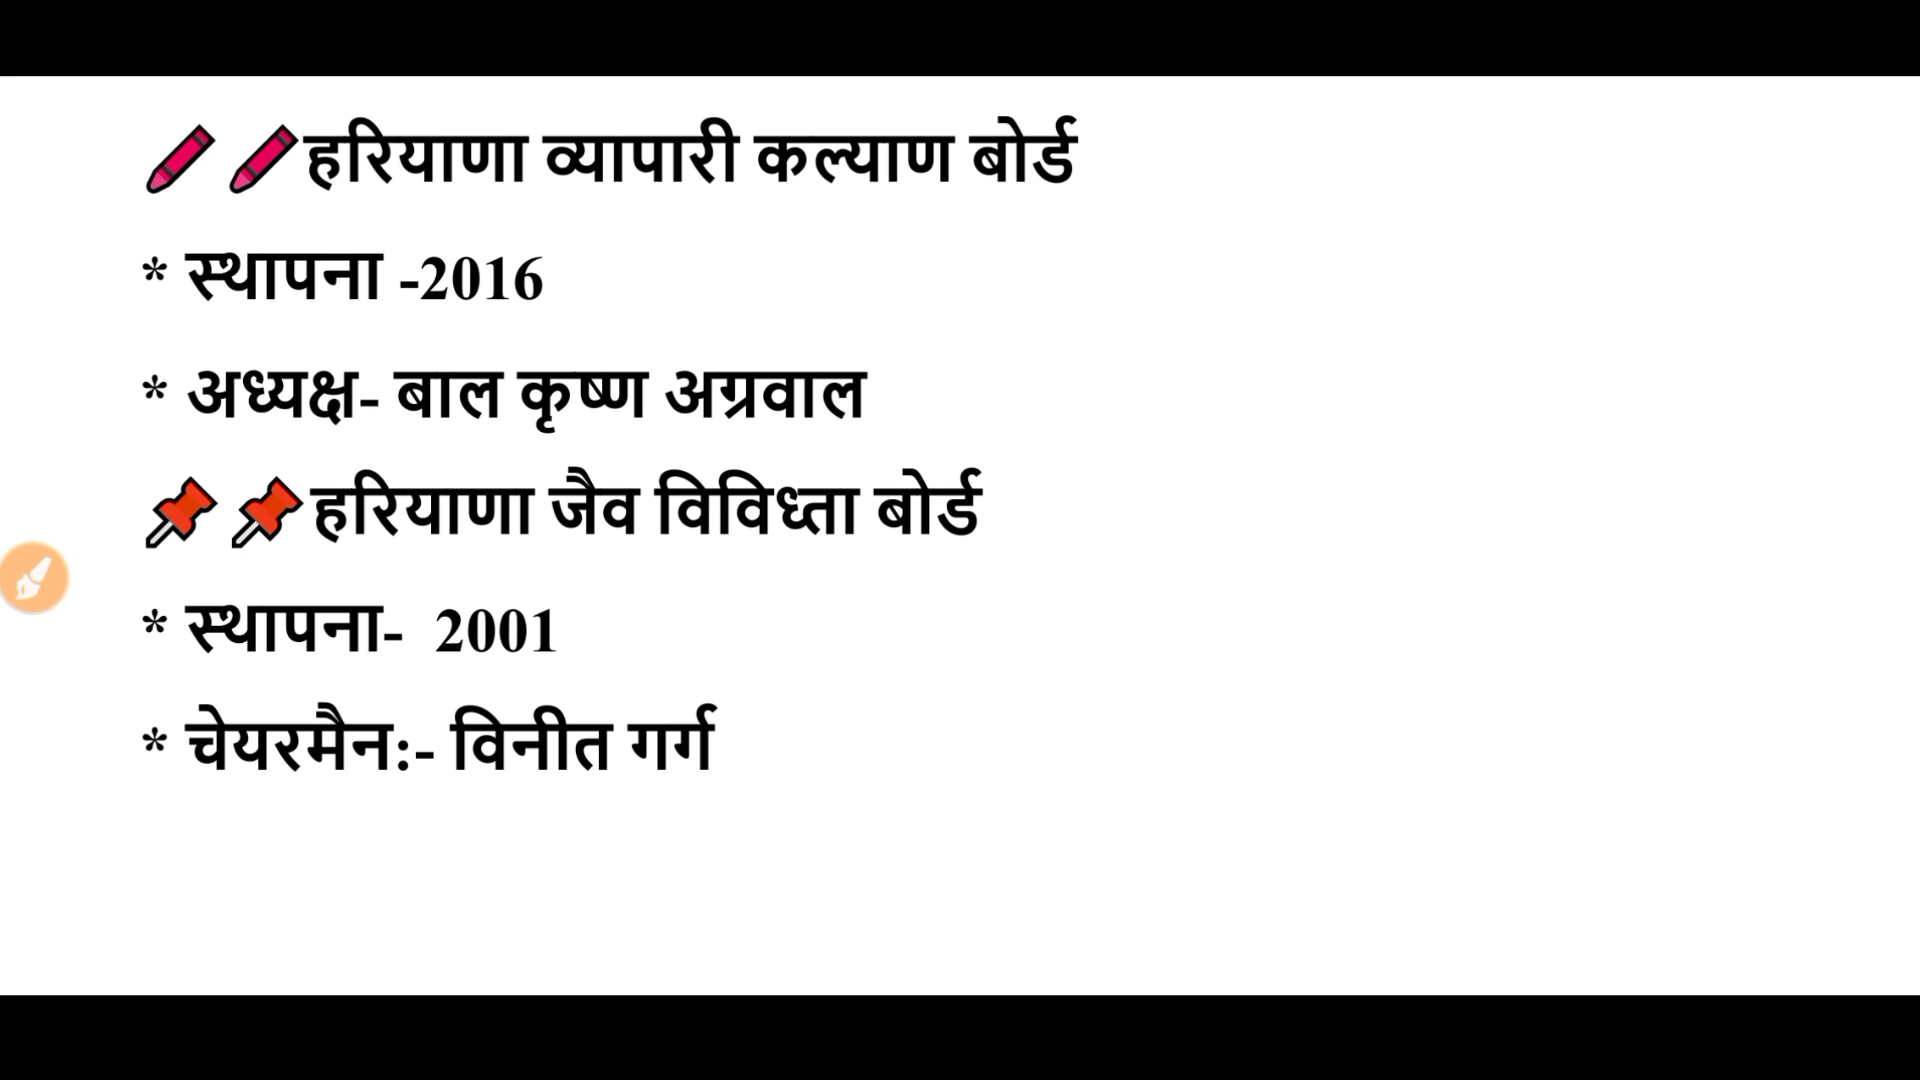 हरियाणा व्यापारी कल्याण बोर्ड
* स्थापना -2016
* अध्यक्ष- बाल कृष्ण अग्रवाल
हरियाणा जैव विविध्ता बोर्ड
* स्थापना- 2001
* चेयरमैन:- विनीत गर्ग